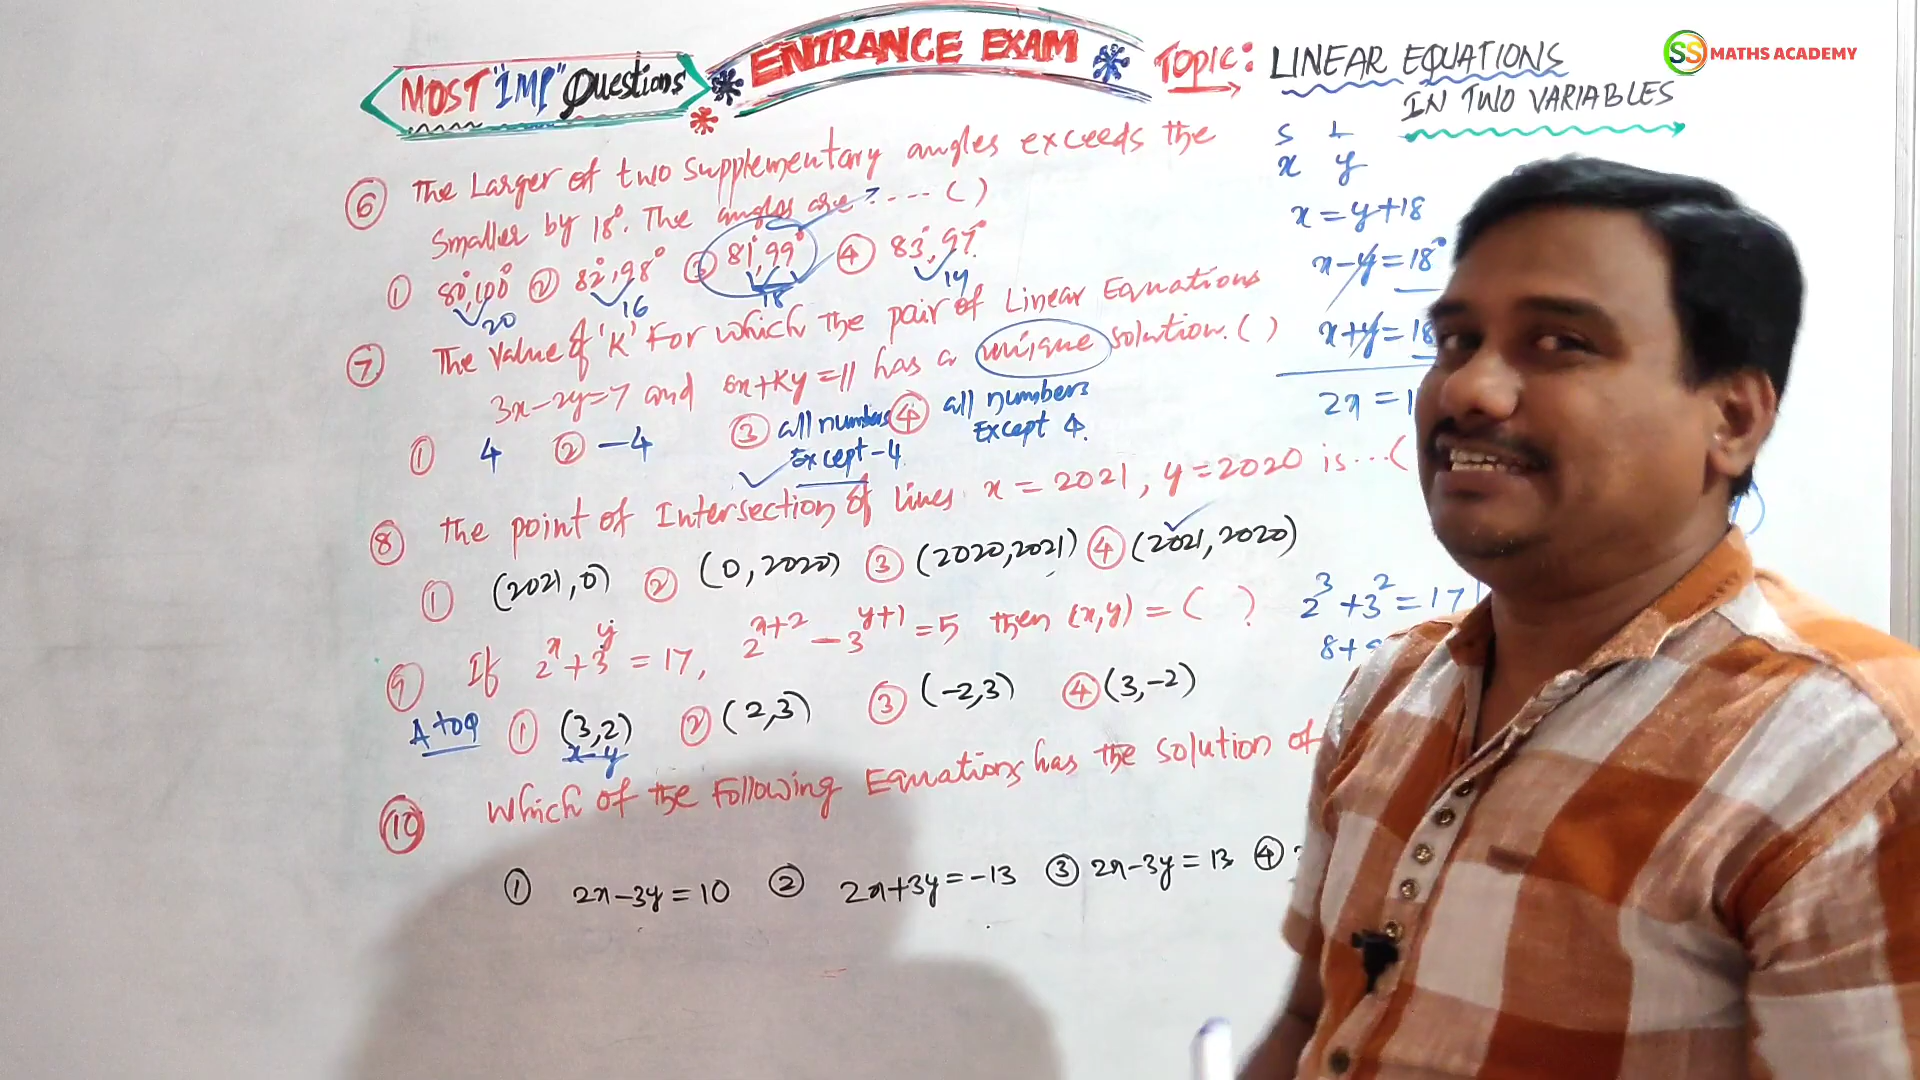 MOST "IMP" Questions
ENTRANCE EXAM
TOPIC: LINEAR EQUATIONS
IN TWO VARIABLES
SS MATHS ACADEMY
⑥ The Larger of two supplementary angles exceeds the
smaller by 18°. The angles are ?.... ( )
① 80°,100° ② 82°,98° ③ 81°,99° ④ 83°,97°.
20 16 18 14
⑦ The Value of 'K' For which the pair of Linear Equations
3x-2y=7 and 6x+Ky=11 has a unique solution. ( )
① 4 ② -4 ③ all numbers Except -4 ④ all numbers Except 4.
⑧ The point of Intersection of lines x = 2021, y = 2020 is...(
① (2021,0) ② (0,2020) ③ (2020,2021) ④ (2021,2020)
⑨ If 2^x + 3^y = 17, 2^(x+2) - 3^(y+1) = 5 then (x,y) = ( ?
① (3,2) ② (2,3) ③ (-2,3) ④ (3,-2)
x y
⑩ Which of the Following Equations has the solution of
① 2x-3y = 10 ② 2x+3y = -13 ③ 2x-3y = 13 ④
S L
x y
x = y+18
x-y = 18°
x+y = 18
2x = 1
2^3 + 3^2 = 17
8+